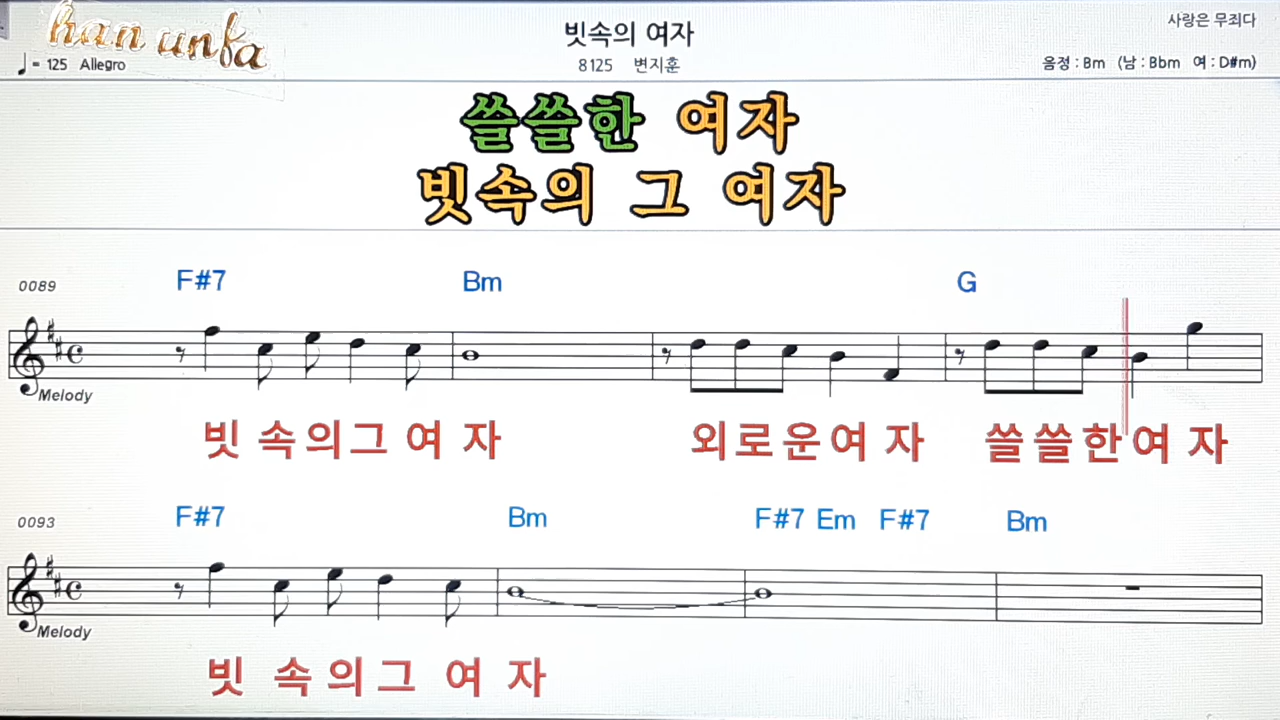 han unfa
빗속의 여자
사랑은 무죄다
♩= 125 Allegro
8125 변지훈
음정 : Bm (남 : Bbm 여 : D#m)
쓸쓸한 여자
빗속의 그 여자
0089 F#7 Bm G
Melody
빗 속의그 여 자 외로운여 자 쓸쓸한여 자
0093 F#7 Bm F#7 Em F#7 Bm
Melody
빗 속의그 여 자